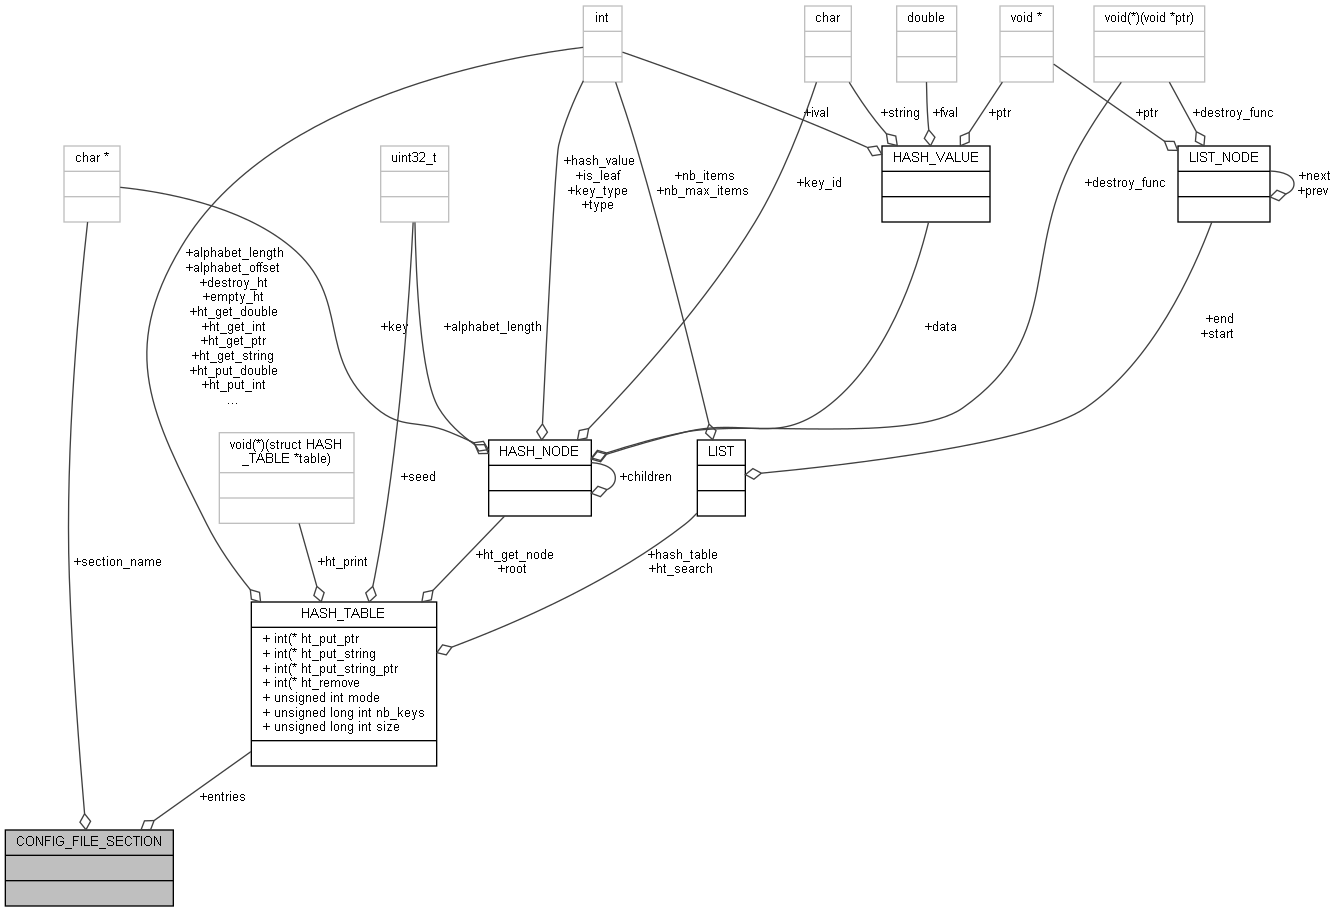 int
char
double
void *
void(*)(void *ptr)
+ival
+string
+fval
+ptr
+ptr
+destroy_func
char *
uint32_t
HASH_VALUE
LIST_NODE
+hash_value
+is_leaf
+key_type
+type
+nb_items
+nb_max_items
+key_id
+destroy_func
+next
+prev
+alphabet_length
+alphabet_offset
+destroy_ht
+empty_ht
+ht_get_double
+ht_get_int
+ht_get_ptr
+ht_get_string
+ht_put_double
+ht_put_int
...
+key
+alphabet_length
+data
+end
+start
void(*)(struct HASH
_TABLE *table)
HASH_NODE
LIST
+seed
+children
+section_name
+ht_print
+ht_get_node
+root
+hash_table
+ht_search
HASH_TABLE
+ int(* ht_put_ptr
+ int(* ht_put_string
+ int(* ht_put_string_ptr
+ int(* ht_remove
+ unsigned int mode
+ unsigned long int nb_keys
+ unsigned long int size
+entries
CONFIG_FILE_SECTION